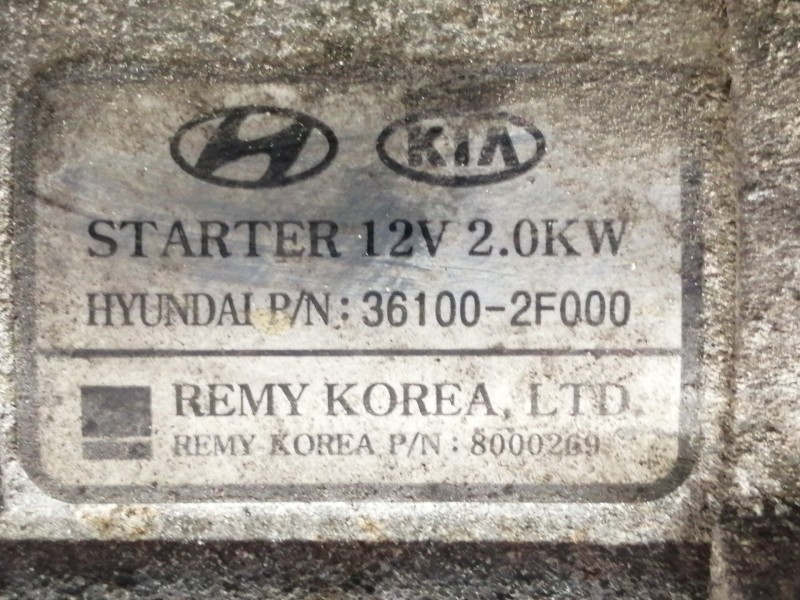 H KIA
STARTER 12V 2.0KW
HYUNDAI P/N: 36100-2F000
REMY KOREA, LTD.
REMY KOREA P/N : 8000269